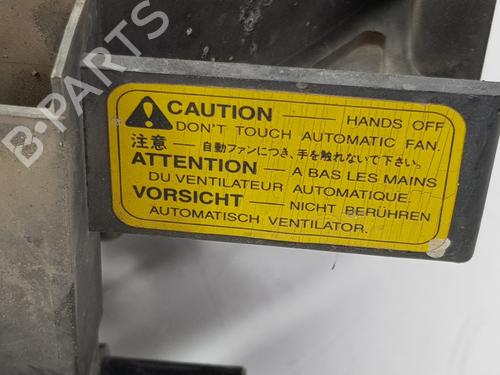 B-PARTS
CAUTION — HANDS OFF
DON'T TOUCH AUTOMATIC FAN.
注意 — 自動ファンにつき、手を触れないで下さい。
ATTENTION — A BAS LES MAINS
DU VENTILATEUR AUTOMATIQUE.
VORSICHT — NICHT BERÜHREN
AUTOMATISCH VENTILATOR.